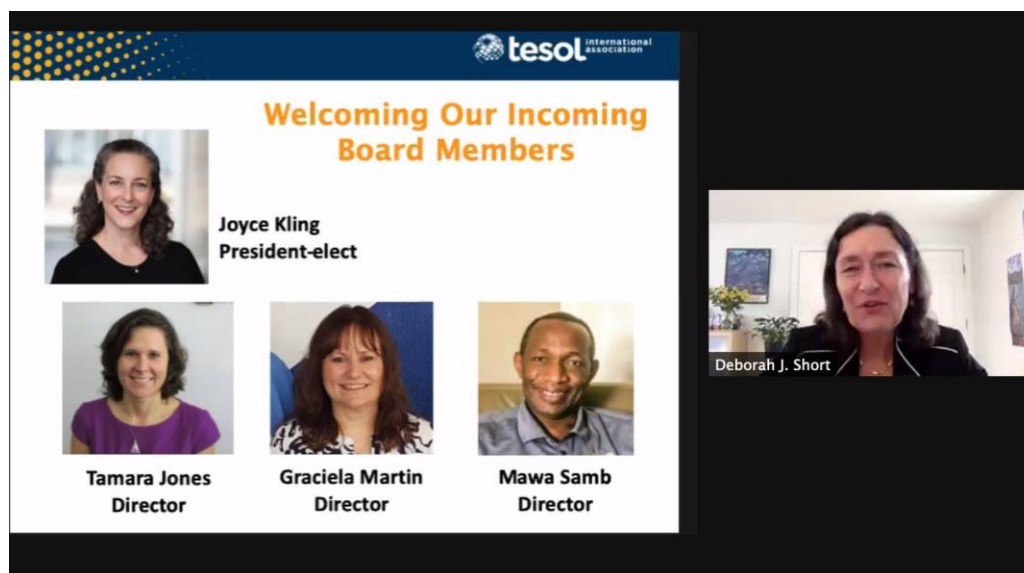 tesol international association
Welcoming Our Incoming
Board Members
Joyce Kling
President-elect
Tamara Jones
Director
Graciela Martin
Director
Mawa Samb
Director
Deborah J. Short